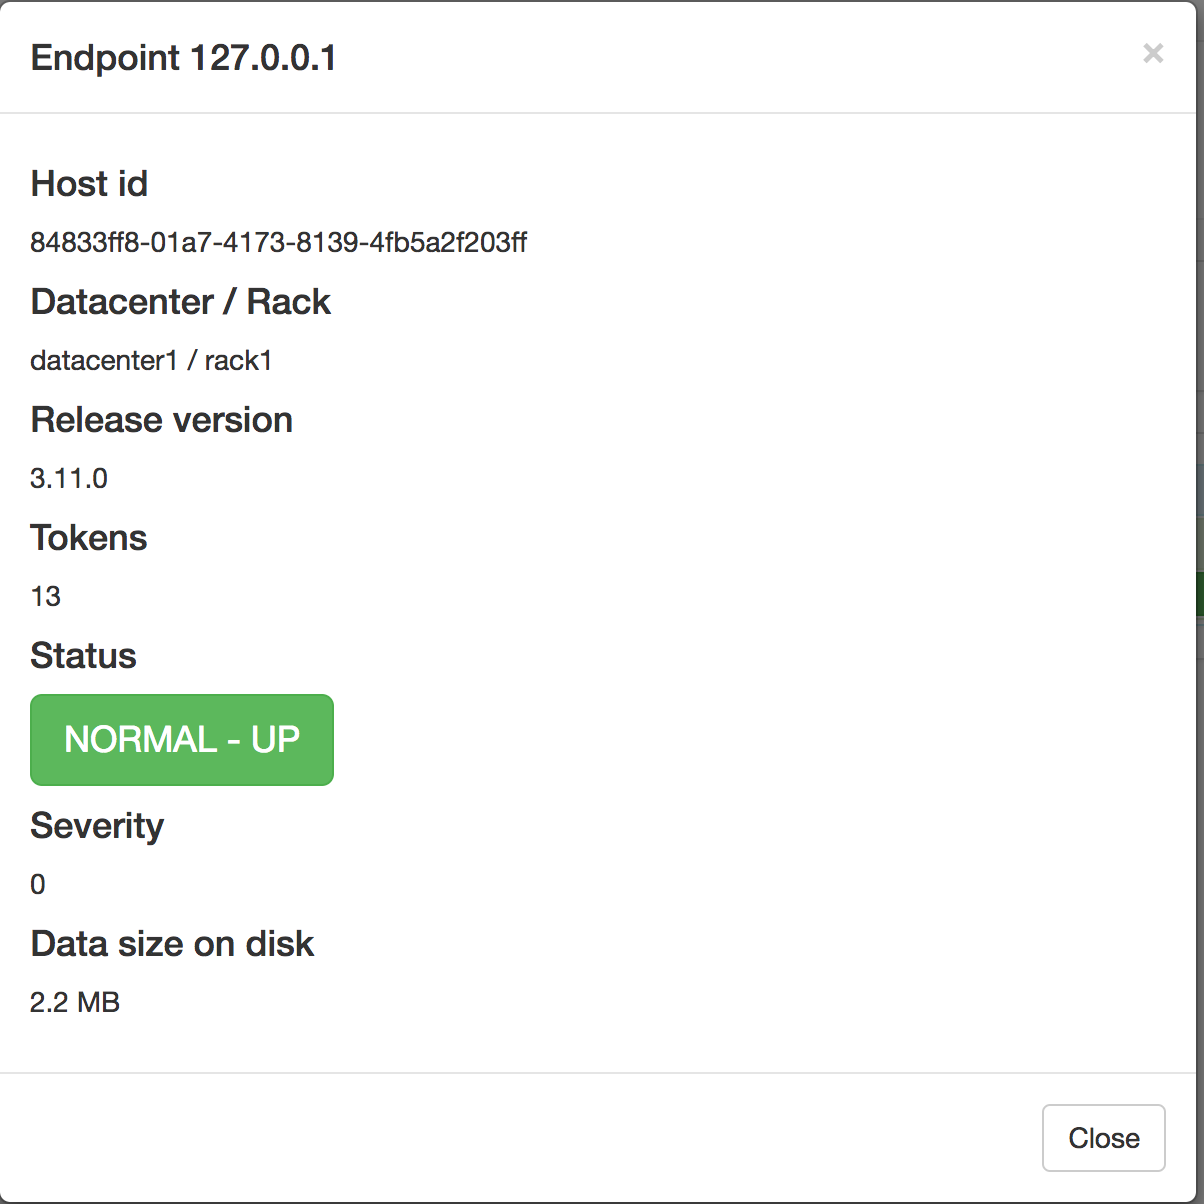 Endpoint 127.0.0.1
×
Host id
84833ff8-01a7-4173-8139-4fb5a2f203ff
Datacenter / Rack
datacenter1 / rack1
Release version
3.11.0
Tokens
13
Status
NORMAL - UP
Severity
0
Data size on disk
2.2 MB
Close